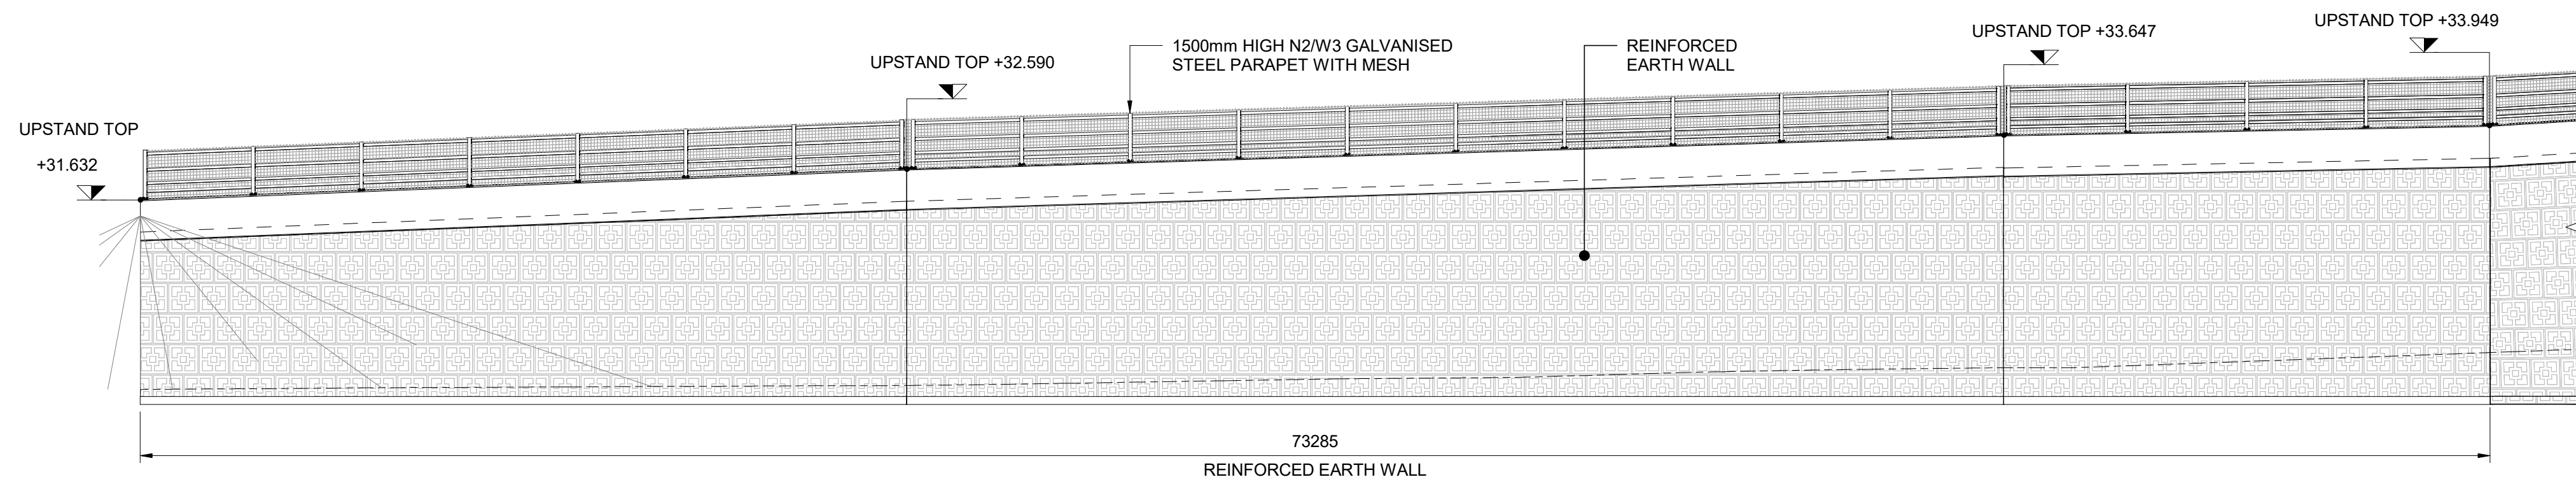 UPSTAND TOP
+31.632
UPSTAND TOP +32.590
1500mm HIGH N2/W3 GALVANISED
STEEL PARAPET WITH MESH
REINFORCED
EARTH WALL
UPSTAND TOP +33.647
UPSTAND TOP +33.949
73285
REINFORCED EARTH WALL